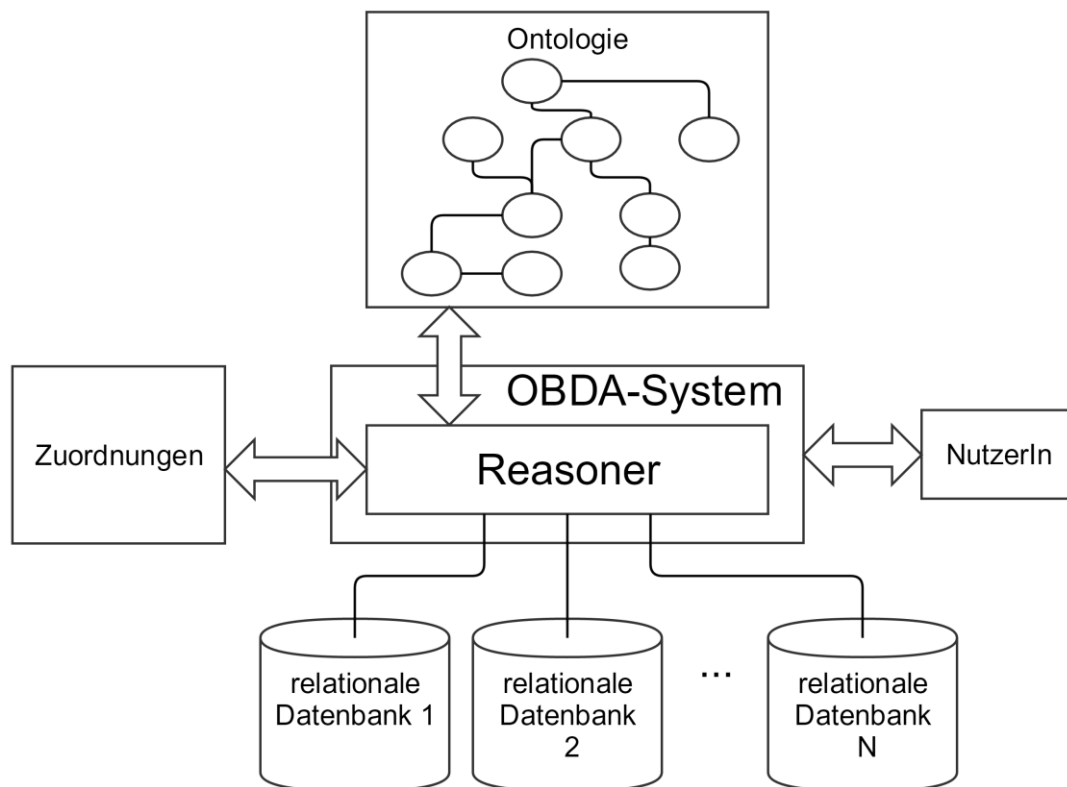 Ontologie
OBDA-System
Zuordnungen
Reasoner
NutzerIn
relationale
Datenbank 1
relationale
Datenbank
2
...
relationale
Datenbank
N